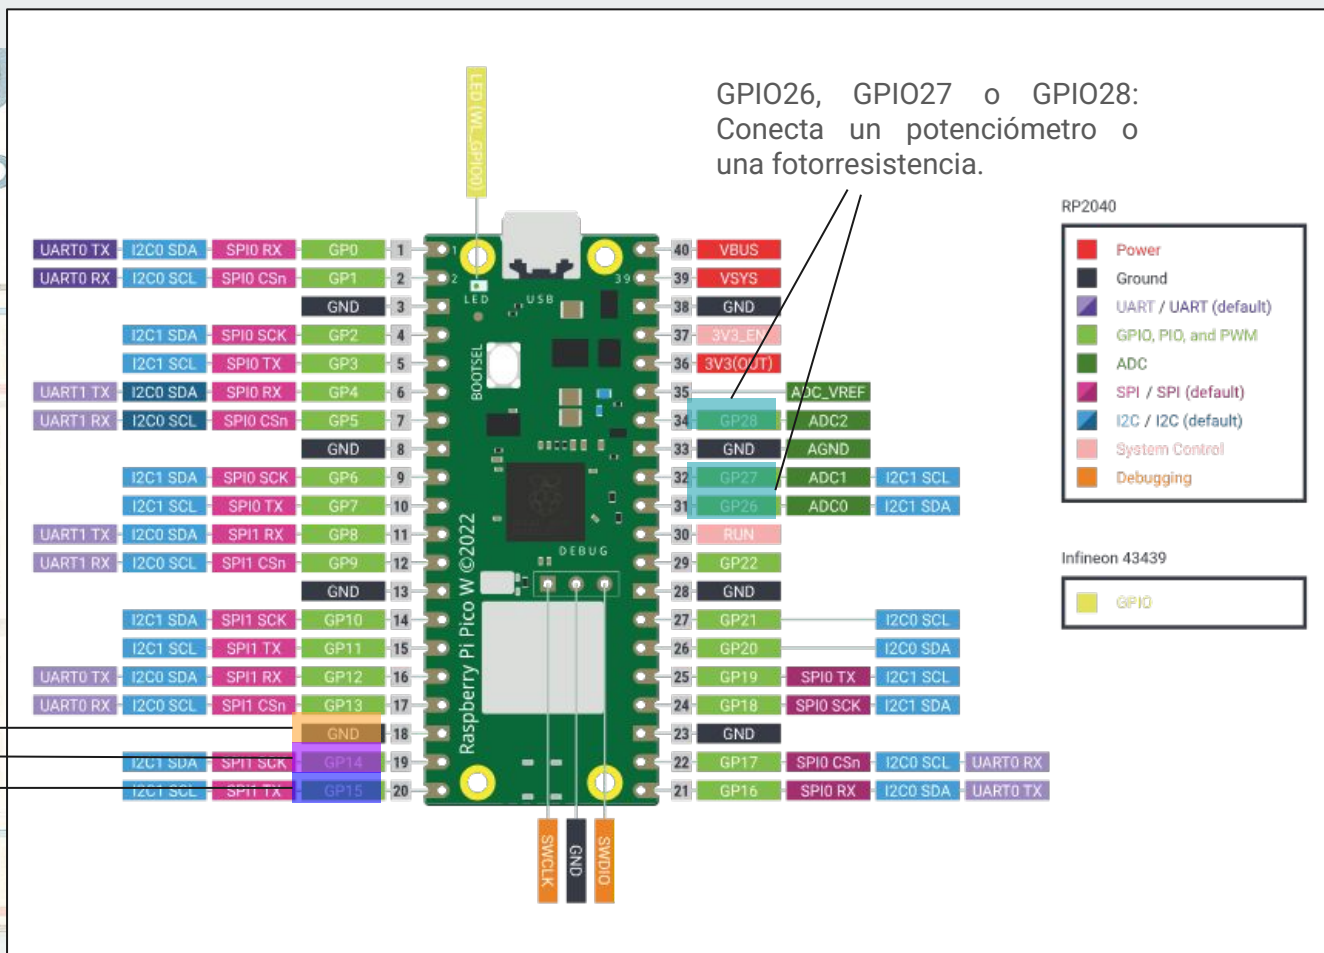 GPIO26, GPIO27 o GPIO28:
Conecta un potenciómetro o
una fotorresistencia.
LED (WL_GPIO0)
UART0 TX I2C0 SDA SPI0 RX GP0 1
UART0 RX I2C0 SCL SPI0 CSn GP1 2
GND 3
I2C1 SDA SPI0 SCK GP2 4
I2C1 SCL SPI0 TX GP3 5
UART1 TX I2C0 SDA SPI0 RX GP4 6
UART1 RX I2C0 SCL SPI0 CSn GP5 7
GND 8
I2C1 SDA SPI0 SCK GP6 9
I2C1 SCL SPI0 TX GP7 10
UART1 TX I2C0 SDA SPI1 RX GP8 11
UART1 RX I2C0 SCL SPI1 CSn GP9 12
GND 13
I2C1 SDA SPI1 SCK GP10 14
I2C1 SCL SPI1 TX GP11 15
UART0 TX I2C0 SDA SPI1 RX GP12 16
UART0 RX I2C0 SCL SPI1 CSn GP13 17
GND 18
I2C1 SDA SPI1 SCK GP14 19
I2C1 SCL SPI1 TX GP15 20
1
2
39
LED
USB
BOOTSEL
DEBUG
Raspberry Pi Pico W ©2022
40 VBUS
39 VSYS
38 GND
37 3V3_EN
36 3V3(OUT)
35 ADC_VREF
34 GP28 ADC2
33 GND AGND
32 GP27 ADC1 I2C1 SCL
31 GP26 ADC0 I2C1 SDA
30 RUN
29 GP22
28 GND
27 GP21 I2C0 SCL
26 GP20 I2C0 SDA
25 GP19 SPI0 TX I2C1 SCL
24 GP18 SPI0 SCK I2C1 SDA
23 GND
22 GP17 SPI0 CSn I2C0 SCL UART0 RX
21 GP16 SPI0 RX I2C0 SDA UART0 TX
SWCLK
GND
SWDIO
RP2040
Power
Ground
UART / UART (default)
GPIO, PIO, and PWM
ADC
SPI / SPI (default)
I2C / I2C (default)
System Control
Debugging
Infineon 43439
GPIO